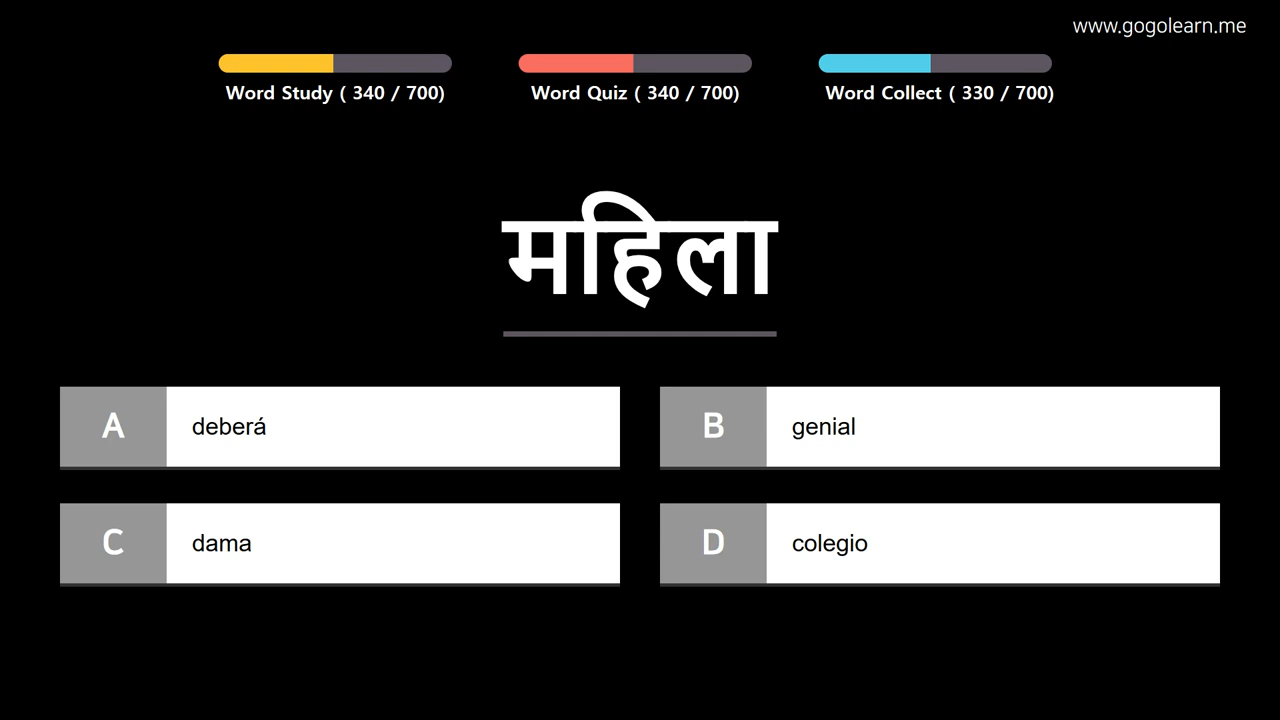 www.gogolearn.me
Word Study ( 340 / 700)
Word Quiz ( 340 / 700)
Word Collect ( 330 / 700)
महिला
A deberá
B genial
C dama
D colegio